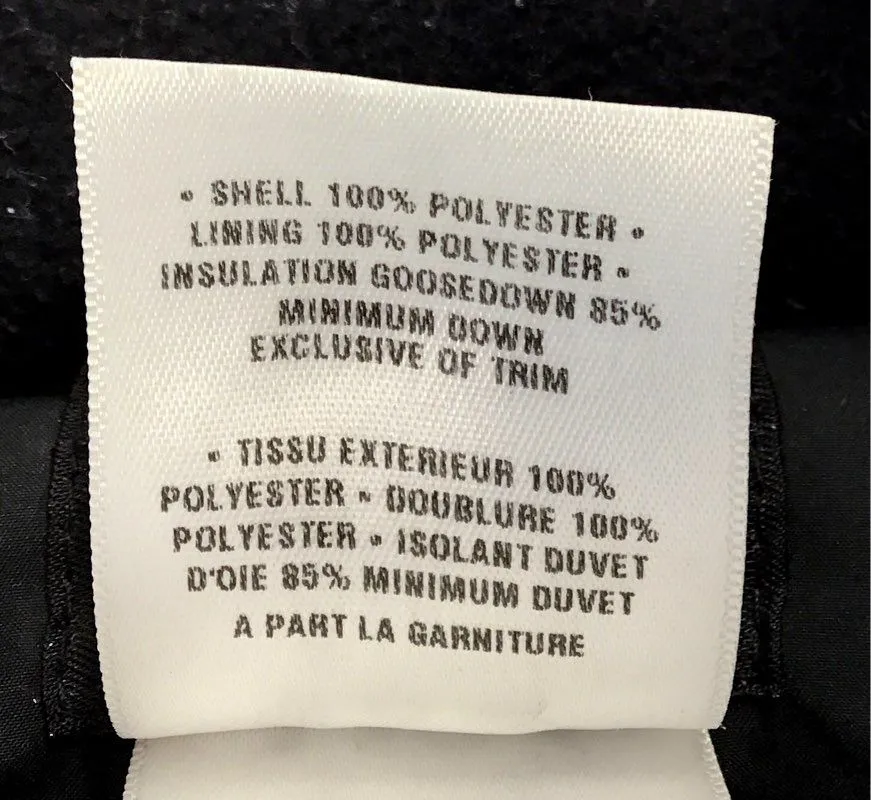 • SHELL 100% POLYESTER •
LINING 100% POLYESTER •
INSULATION GOOSEDOWN 85%
MINIMUM DOWN
EXCLUSIVE OF TRIM
• TISSU EXTERIEUR 100%
POLYESTER • DOUBLURE 100%
POLYESTER • ISOLANT DUVET
D'OIE 85% MINIMUM DUVET
A PART LA GARNITURE